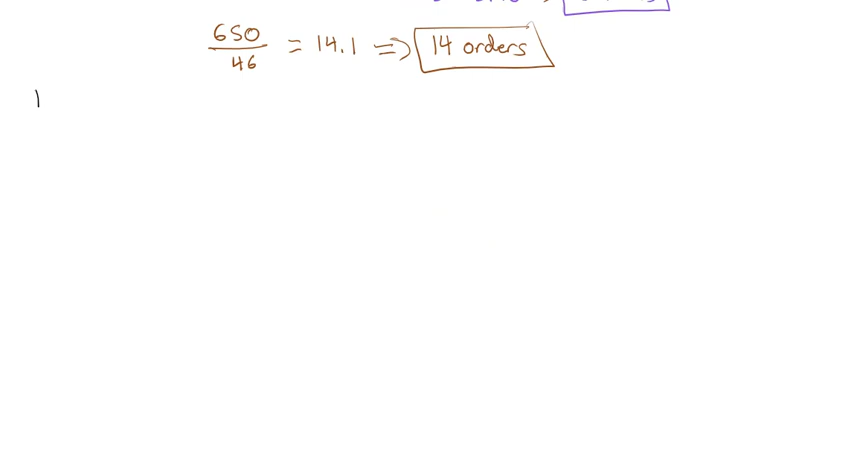 650
—— = 14.1 => 14 orders
46